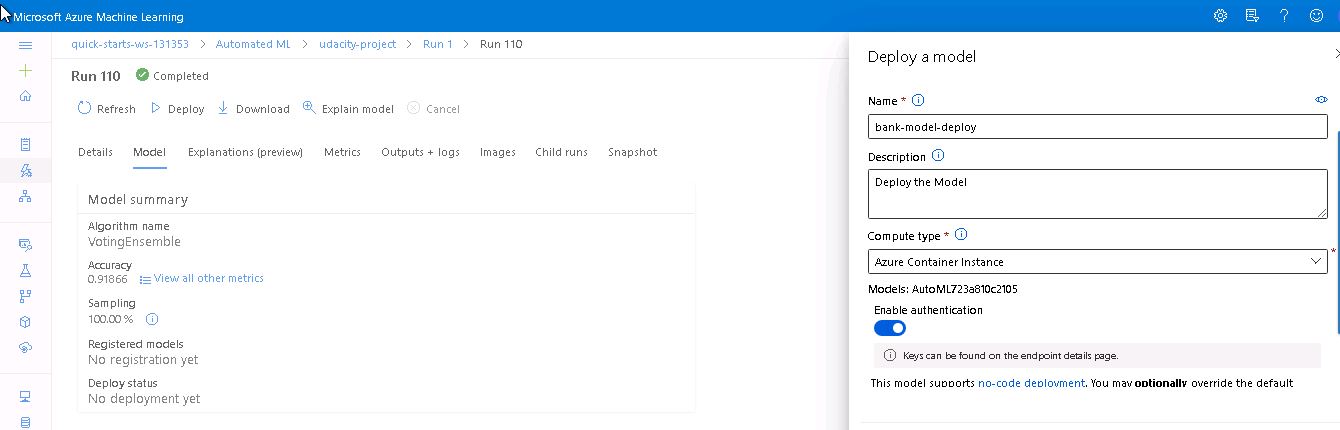 Microsoft Azure Machine Learning
quick-starts-ws-131353 > Automated ML > udacity-project > Run 1 > Run 110
Run 110 Completed
Refresh Deploy Download Explain model Cancel
Details Model Explanations (preview) Metrics Outputs + logs Images Child runs Snapshot
Model summary
Algorithm name
VotingEnsemble
Accuracy
0.91866 View all other metrics
Sampling
100.00 %
Registered models
No registration yet
Deploy status
No deployment yet
Deploy a model
Name *
bank-model-deploy
Description
Deploy the Model
Compute type *
Azure Container Instance *
Models: AutoML723a810c2105
Enable authentication
Keys can be found on the endpoint details page.
This model supports no-code deployment. You may optionally override the default